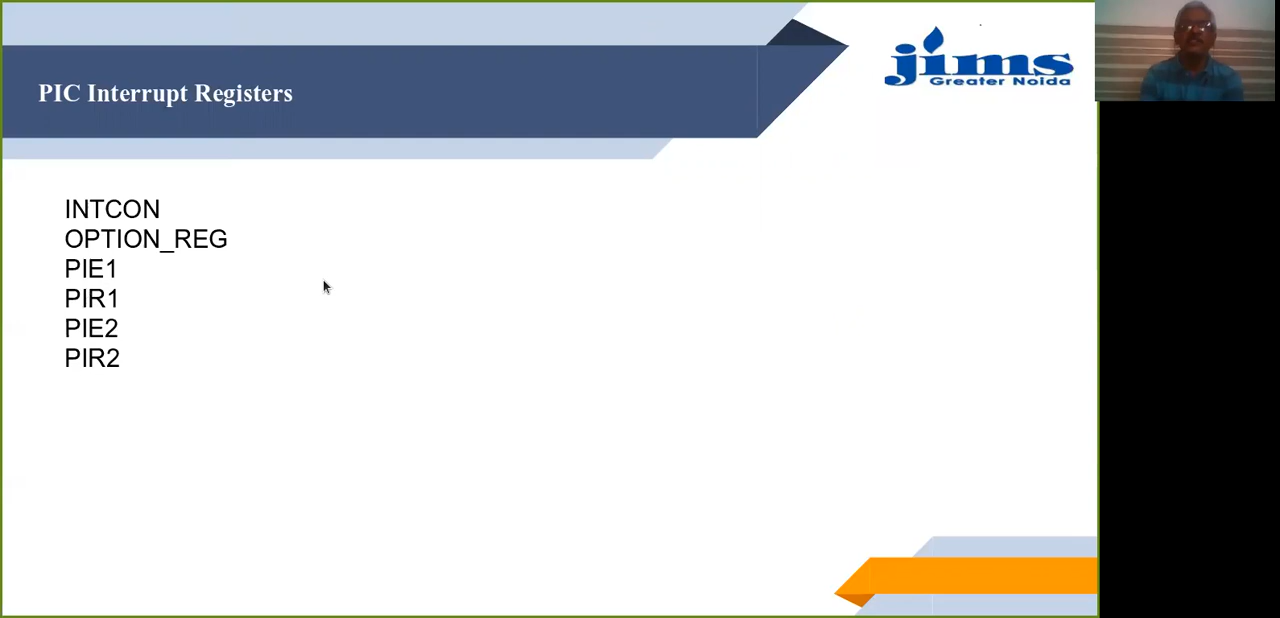 PIC Interrupt Registers
jims
Greater Noida
INTCON
OPTION_REG
PIE1
PIR1
PIE2
PIR2